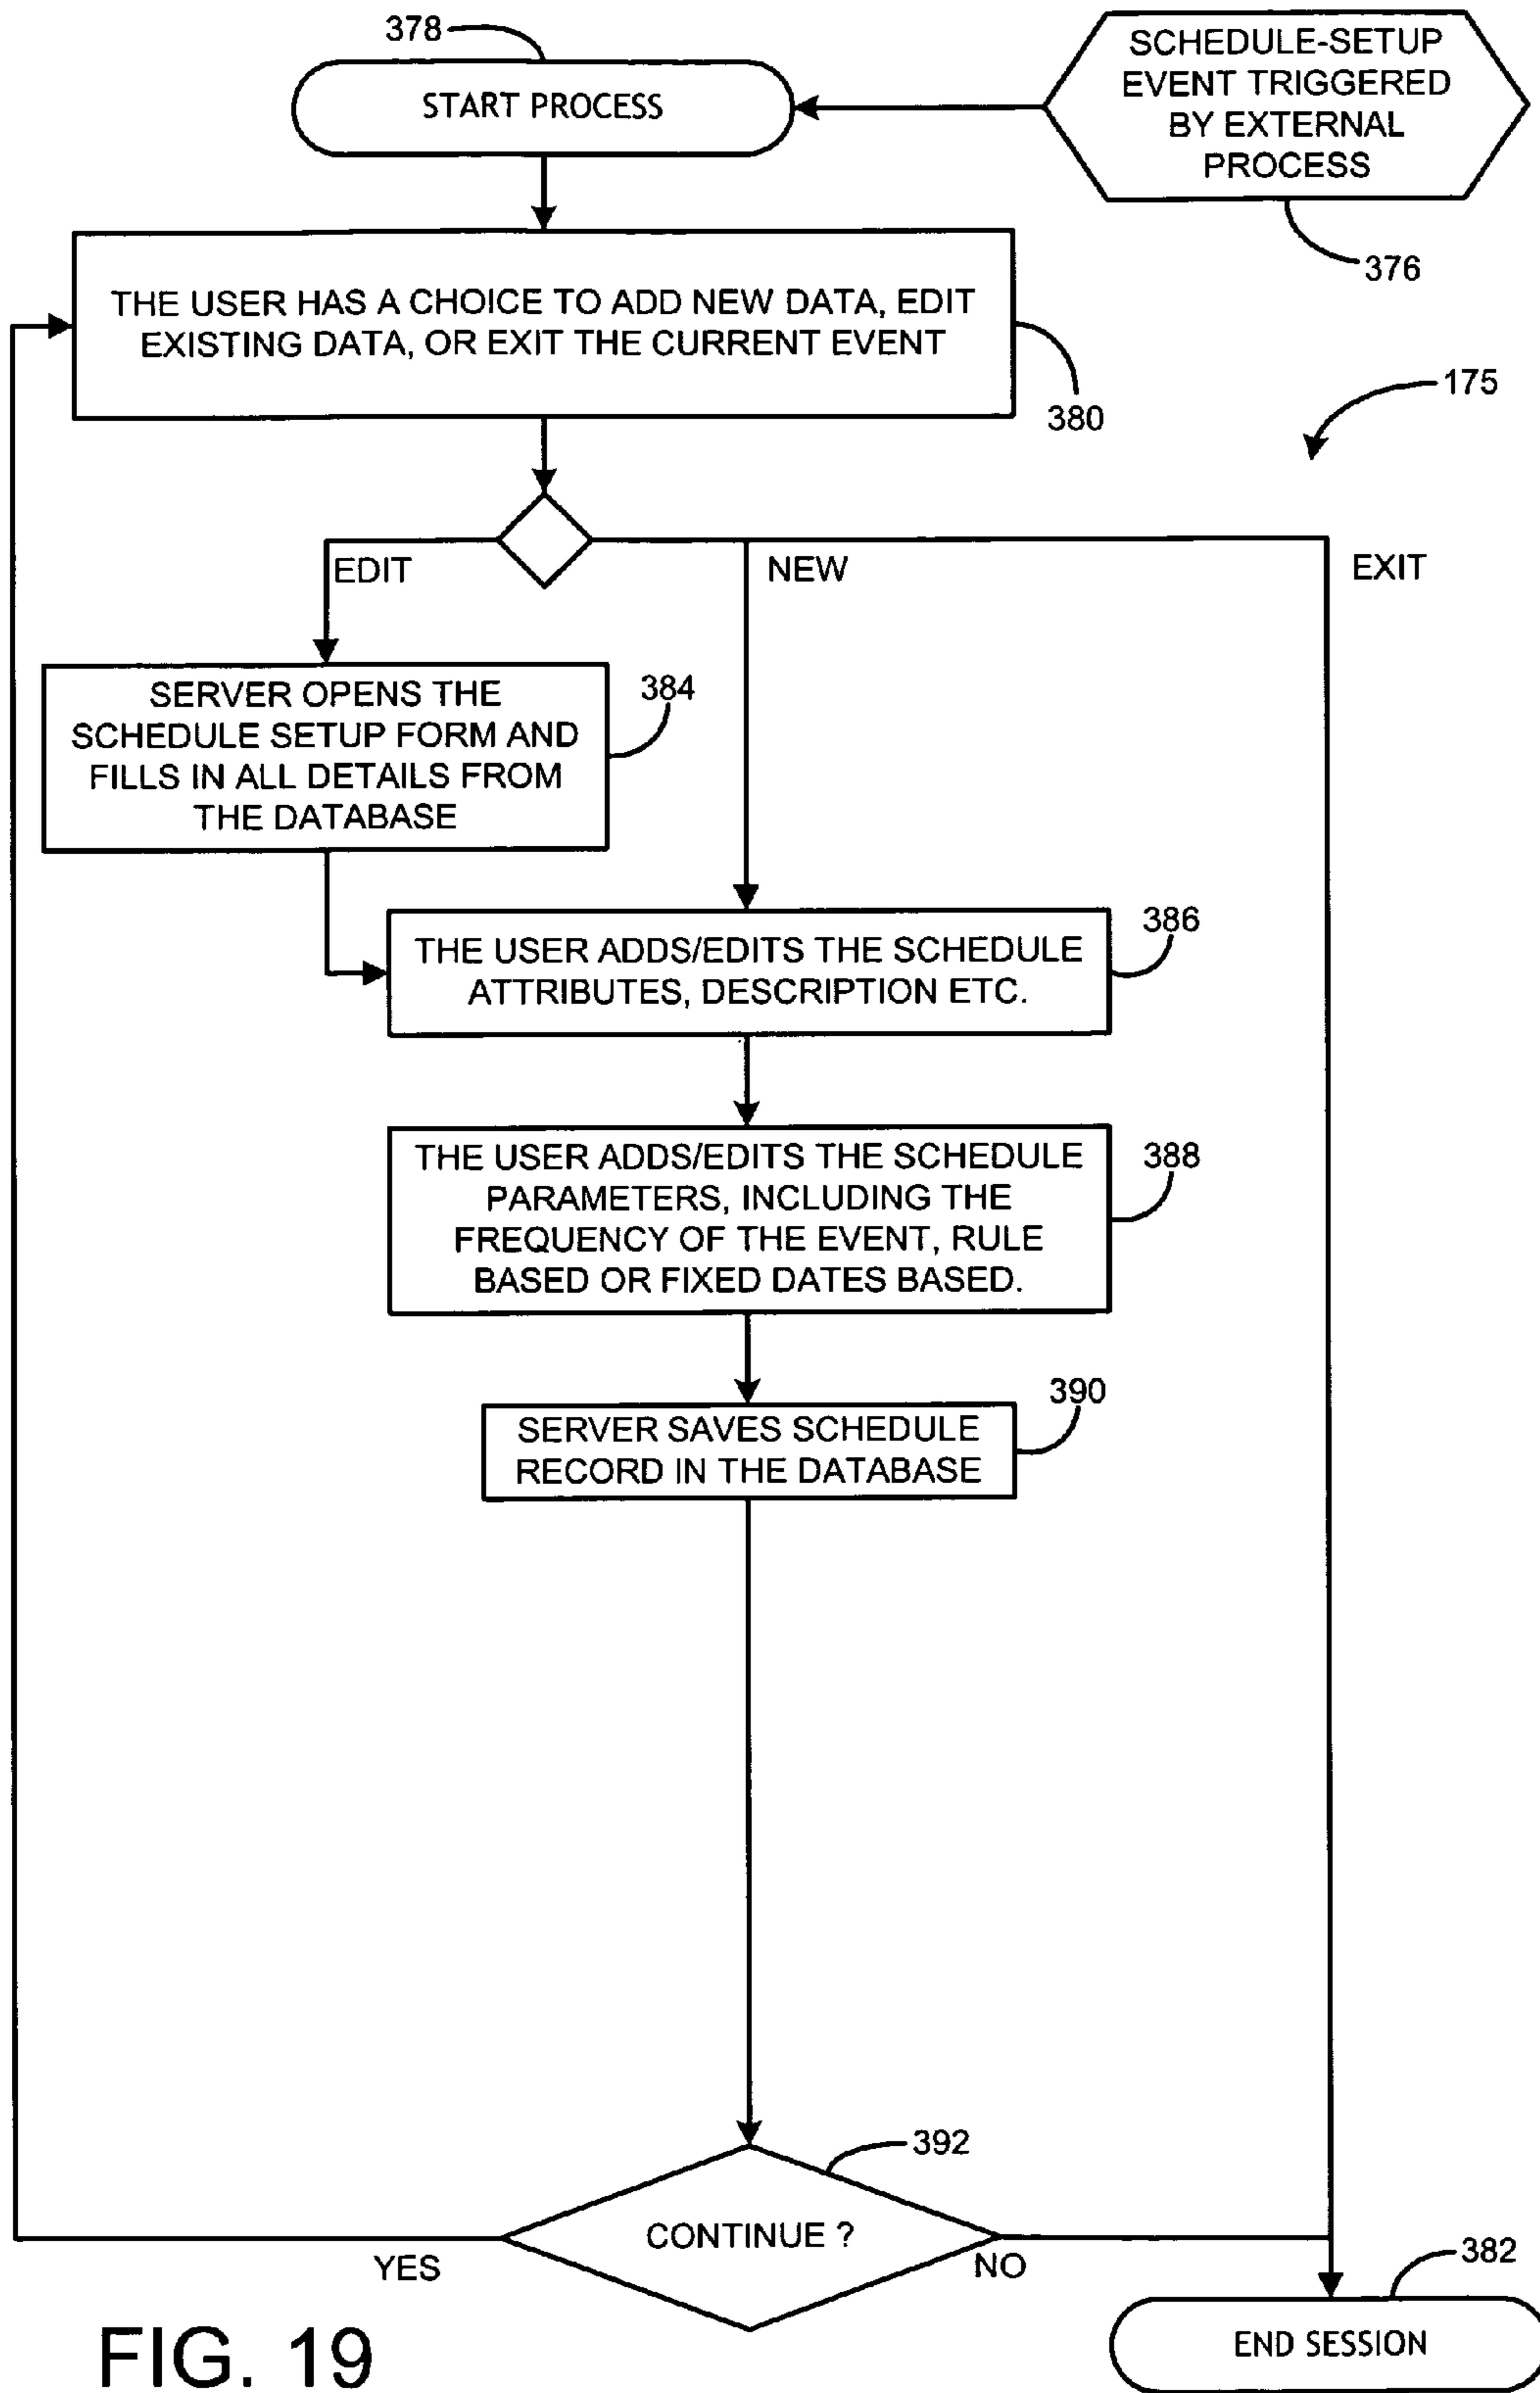 378
START PROCESS
SCHEDULE-SETUP
EVENT TRIGGERED
BY EXTERNAL
PROCESS
376
THE USER HAS A CHOICE TO ADD NEW DATA, EDIT
EXISTING DATA, OR EXIT THE CURRENT EVENT
380
175
EDIT
NEW
EXIT
SERVER OPENS THE
SCHEDULE SETUP FORM AND
FILLS IN ALL DETAILS FROM
THE DATABASE
384
THE USER ADDS/EDITS THE SCHEDULE
ATTRIBUTES, DESCRIPTION ETC.
386
THE USER ADDS/EDITS THE SCHEDULE
PARAMETERS, INCLUDING THE
FREQUENCY OF THE EVENT, RULE
BASED OR FIXED DATES BASED.
388
SERVER SAVES SCHEDULE
RECORD IN THE DATABASE
390
392
CONTINUE ?
YES
NO
382
END SESSION
FIG. 19